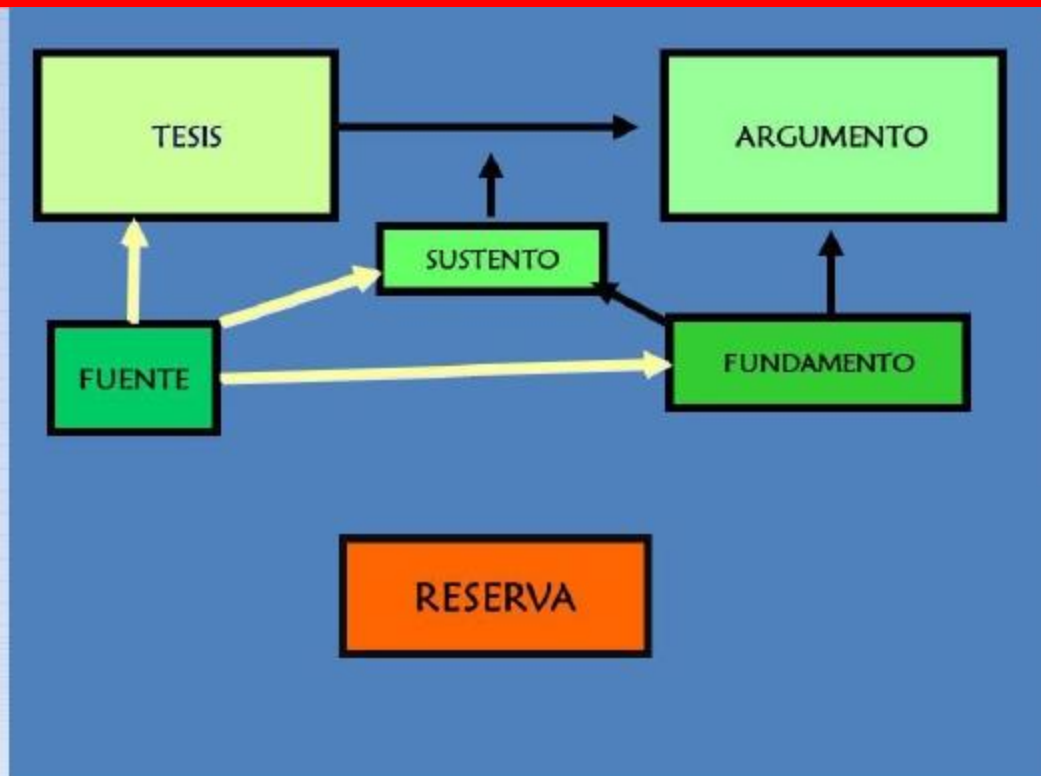 TESIS
ARGUMENTO
SUSTENTO
FUENTE
FUNDAMENTO
RESERVA